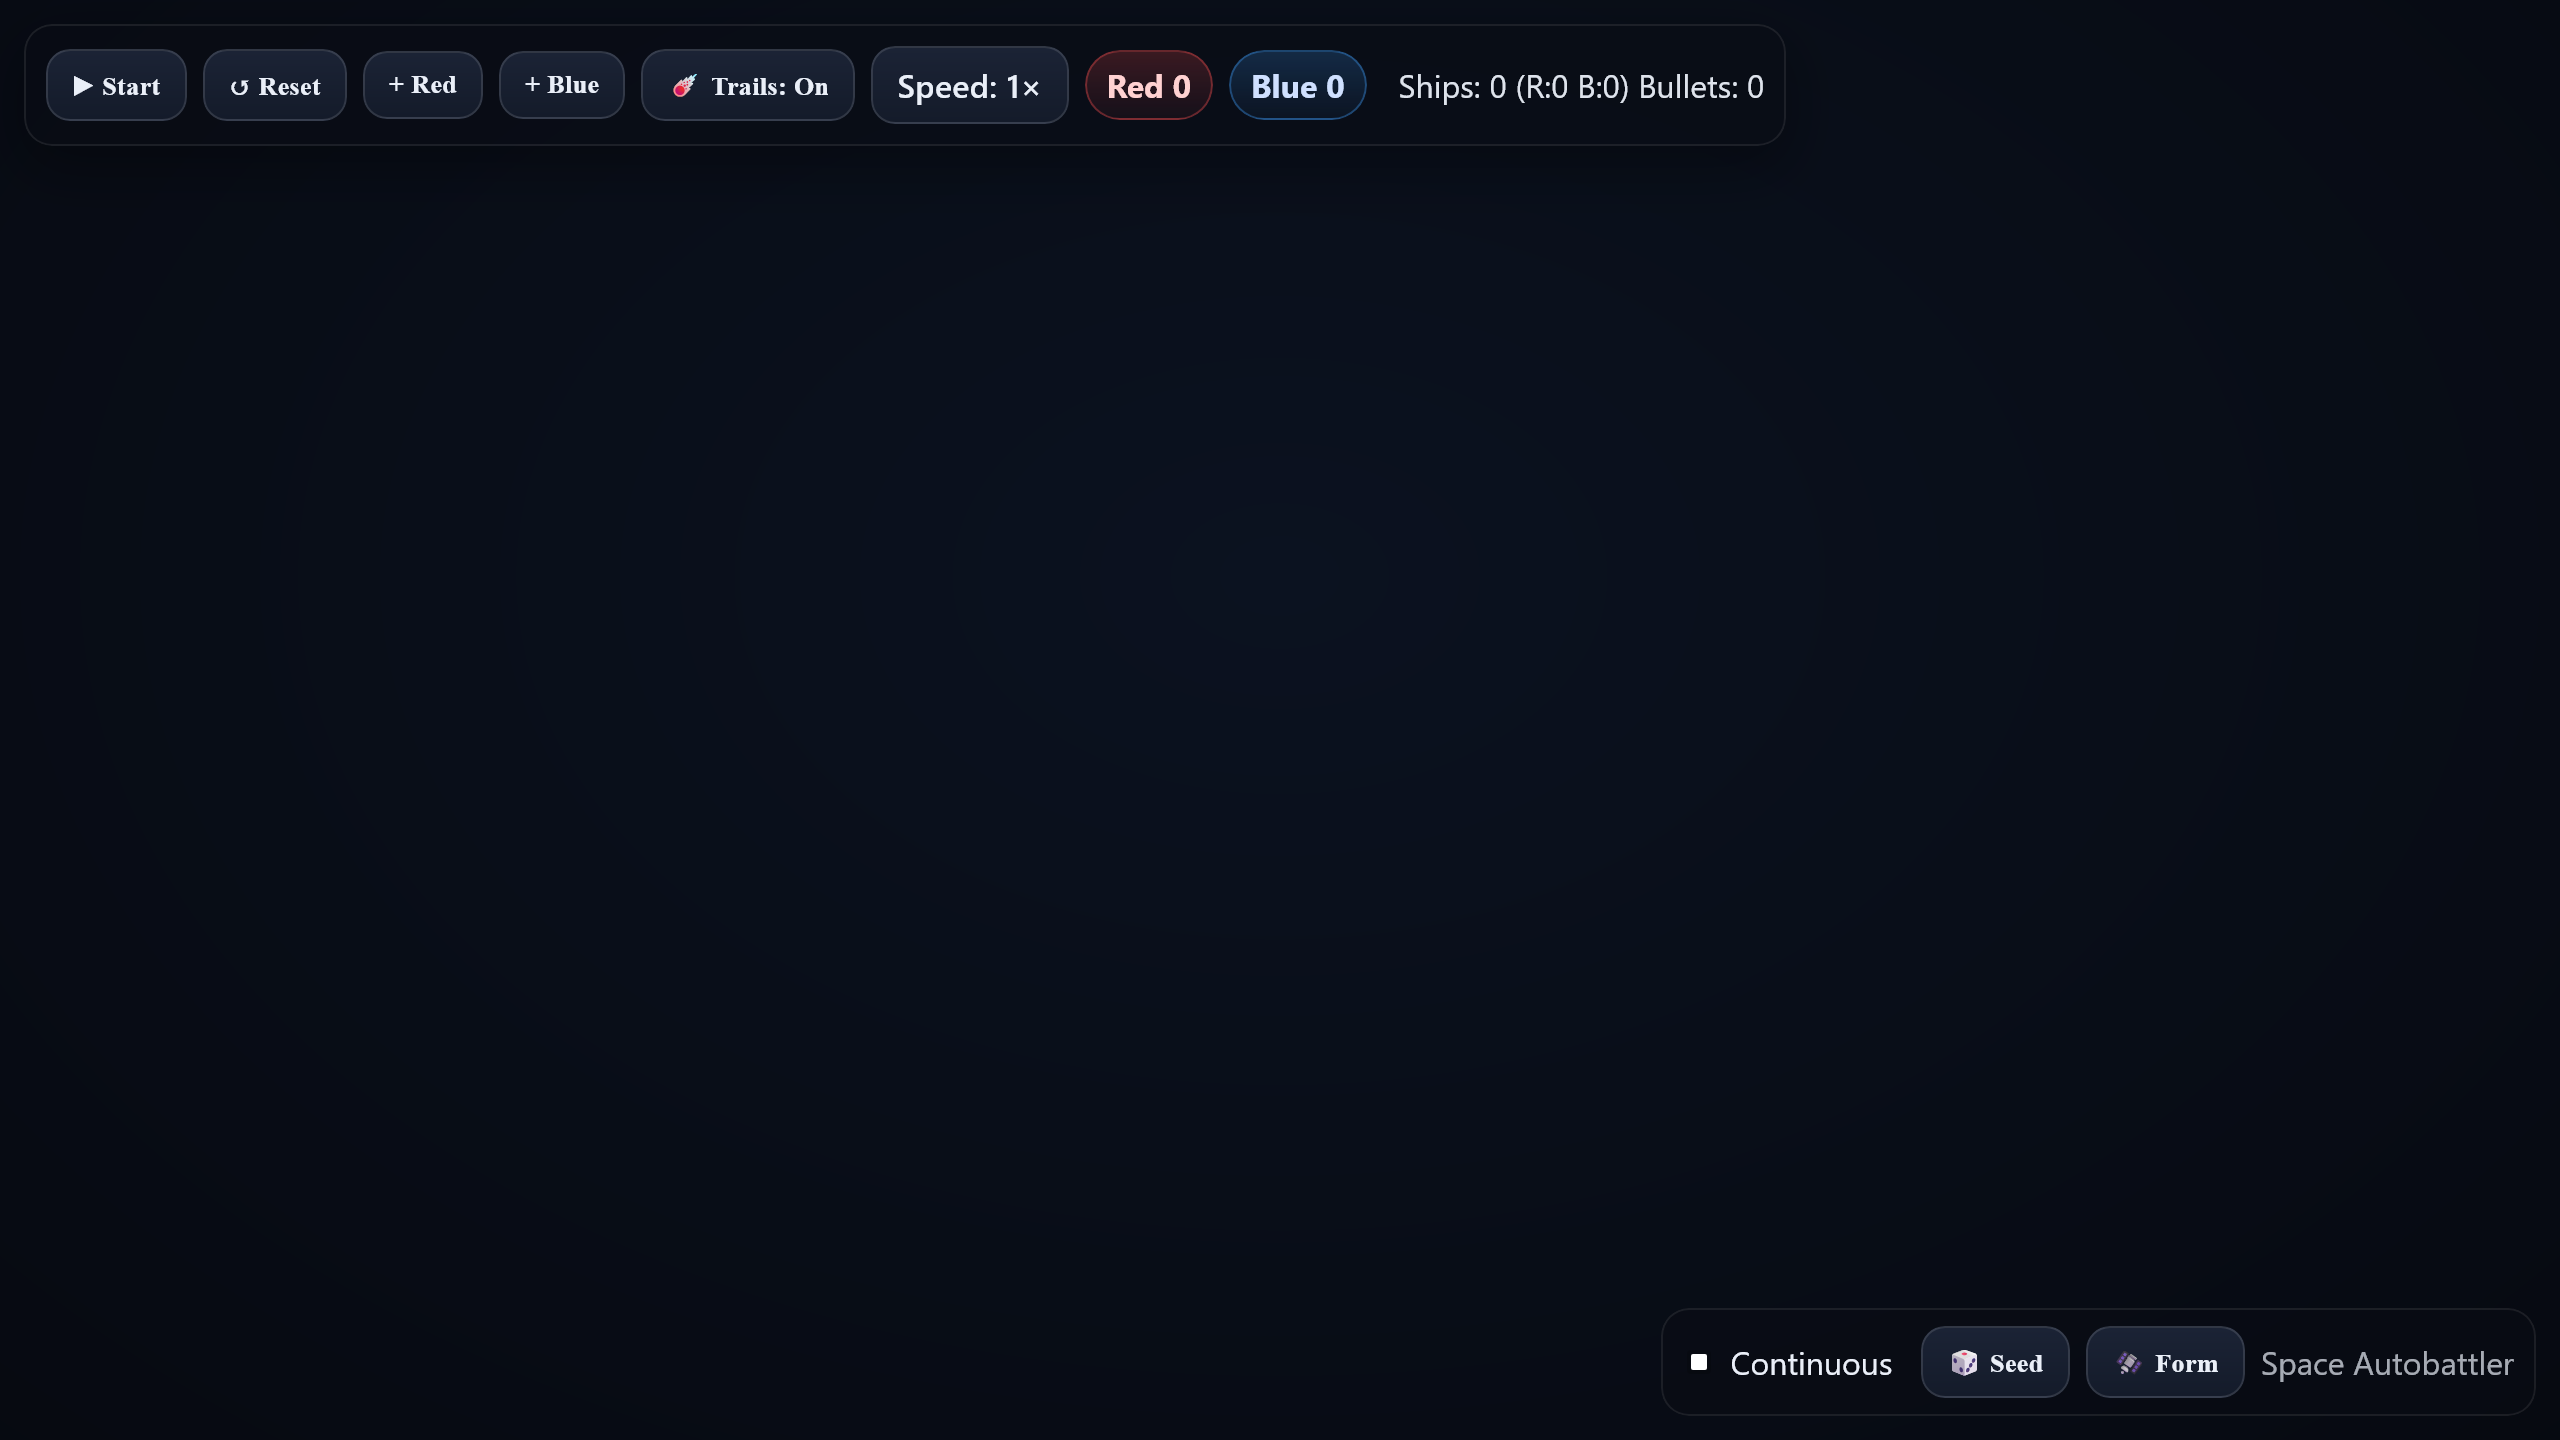 ▶ Start ↺ Reset + Red + Blue ☄ Trails: On Speed: 1× Red 0 Blue 0 Ships: 0 (R:0 B:0) Bullets: 0
Continuous 🎲 Seed 🛰 Form Space Autobattler